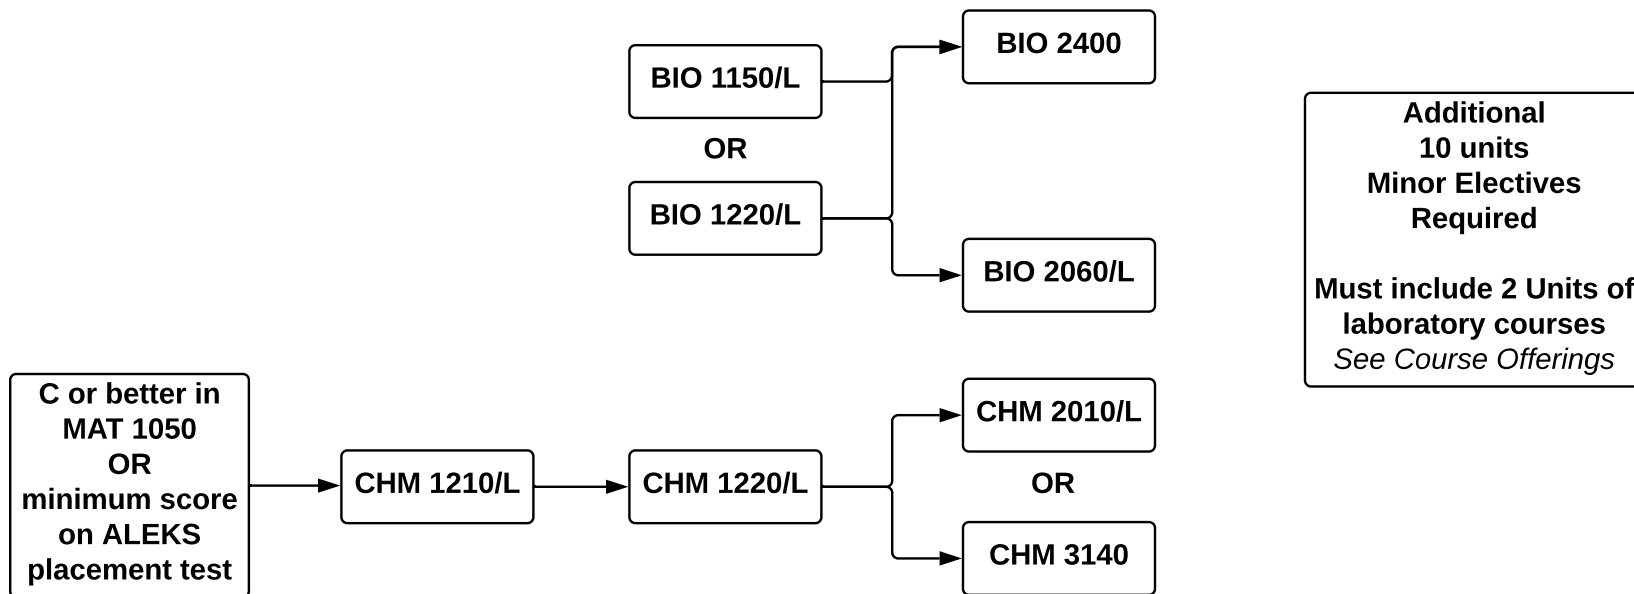 BIO 1150/L
OR
BIO 1220/L
BIO 2400
BIO 2060/L
Additional
10 units
Minor Electives
Required
Must include 2 Units of
laboratory courses
See Course Offerings
C or better in
MAT 1050
OR
minimum score
on ALEKS
placement test
CHM 1210/L
CHM 1220/L
CHM 2010/L
OR
CHM 3140